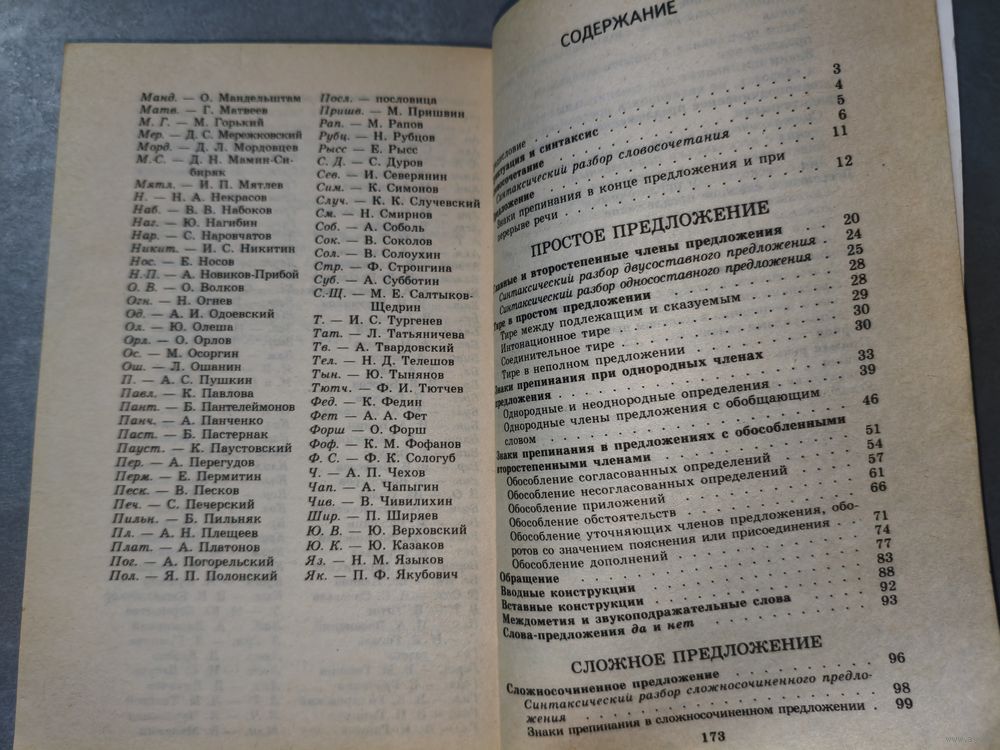 Манд. — О. Мандельштам
Матв. — Г. Матвеев
М. Г. — М. Горький
Мер. — Д. С. Мережковский
Морд. — Д. Л. Мордовцев
М.-С. — Д. Н. Мамин-Си-
биряк
Мятл. — И. П. Мятлев
Н. — Н. А. Некрасов
Наб. — В. В. Набоков
Наг. — Ю. Нагибин
Нар. — С. Наровчатов
Никит. — И. С. Никитин
Нос. — Е. Носов
Н.-П. — А. Новиков-Прибой
О. В. — О. Волков
Огн. — Н. Огнев
Од. — А. И. Одоевский
Ол. — Ю. Олеша
Орл. — О. Орлов
Ос. — М. Осоргин
Ош. — Л. Ошанин
П. — А. С. Пушкин
Павл. — К. Павлова
Пант. — Б. Пантелеймонов
Панч. — А. Панченко
Паст. — Б. Пастернак
Пауст. — К. Паустовский
Пер. — А. Перегудов
Перм. — Е. Пермитин
Песк. — В. Песков
Печ. — С. Печерский
Пильн. — Б. Пильняк
Пл. — А. Н. Плещеев
Плат. — А. Платонов
Пог. — А. Погорельский
Пол. — Я. П. Полонский
Посл. — пословица
Пришв. — М. Пришвин
Рап. — М. Рапов
Рубц. — Н. Рубцов
Рысс — Е. Рысс
С. Д. — С. Дуров
Сев. — И. Северянин
Сим. — К. Симонов
Случ. — К. К. Случевский
См. — Н. Смирнов
Соб. — А. Соболь
Сок. — В. Соколов
Сол. — В. Солоухин
Стр. — Ф. Стронгина
Суб. — А. Субботин
С.-Щ. — М. Е. Салтыков-
Щедрин
Т. — И. С. Тургенев
Тат. — Л. Татьяничева
Тв. — А. Твардовский
Тел. — Н. Д. Телешов
Тын. — Ю. Тынянов
Тютч. — Ф. И. Тютчев
Фед. — К. Федин
Фет — А. А. Фет
Форш — О. Форш
Фоф. — К. М. Фофанов
Ф. С. — Ф. К. Сологуб
Ч. — А. П. Чехов
Чап. — А. Чапыгин
Чив. — В. Чивилихин
Шир. — П. Ширяев
Ю. В. — Ю. Верховский
Ю. К. — Ю. Казаков
Яз. — Н. М. Языков
Як. — П. Ф. Якубович
СОДЕРЖАНИЕ
3
и синтаксис 4
5
Синтаксический разбор словосочетания 6
11
Знаки препинания в конце предложения и при
перерыве речи 12
ПРОСТОЕ ПРЕДЛОЖЕНИЕ
Главные и второстепенные члены предложения 20
Синтаксический разбор двусоставного предложения 24
Синтаксический разбор односоставного предложения 25
Тире в простом предложении 28
Тире между подлежащим и сказуемым 28
Интонационное тире 29
Соединительное тире 30
Тире в неполном предложении 30
Знаки препинания при однородных членах
предложения 33
Однородные и неоднородные определения 39
Однородные члены предложения с обобщающим
словом 46
Знаки препинания в предложениях с обособленными
второстепенными членами 51
Обособление согласованных определений 54
Обособление несогласованных определений 57
Обособление приложений 61
Обособление обстоятельств 66
Обособление уточняющих членов предложения, обо-
ротов со значением пояснения или присоединения 71
Обособление дополнений 74
Обращение 77
Вводные конструкции 83
Вставные конструкции 88
Междометия и звукоподражательные слова 92
Слова-предложения да и нет 93
СЛОЖНОЕ ПРЕДЛОЖЕНИЕ
Сложносочиненное предложение 96
Синтаксический разбор сложносочиненного предло-
жения 98
Знаки препинания в сложносочиненном предложении 99
173